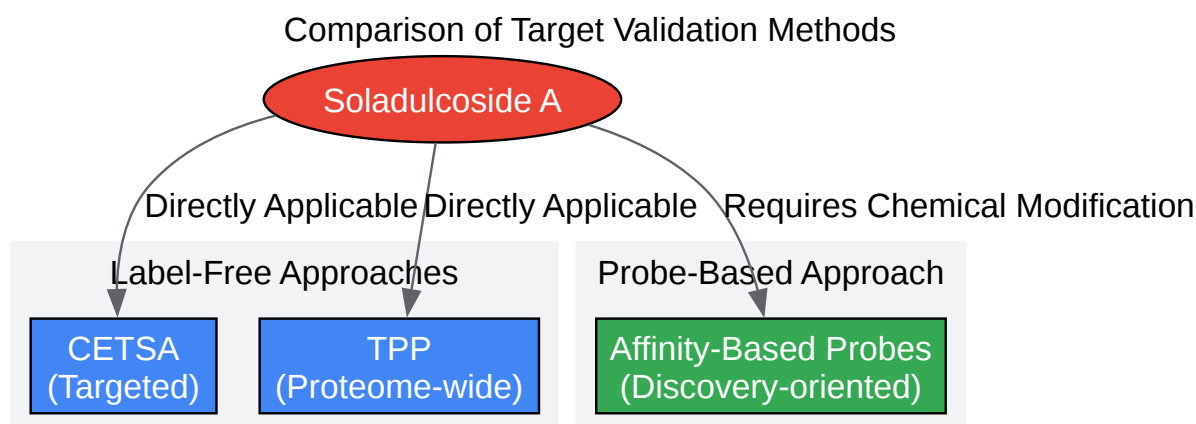 Comparison of Target Validation Methods
Soladulcoside A
Directly Applicable
Directly Applicable
Requires Chemical Modification
Label-Free Approaches
Probe-Based Approach
CETSA
(Targeted)
TPP
(Proteome-wide)
Affinity-Based Probes
(Discovery-oriented)